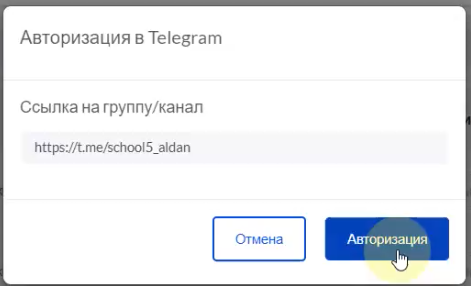 Авторизация в Telegram
Ссылка на группу/канал
https://t.me/school5_aldan
Отмена
Авторизация